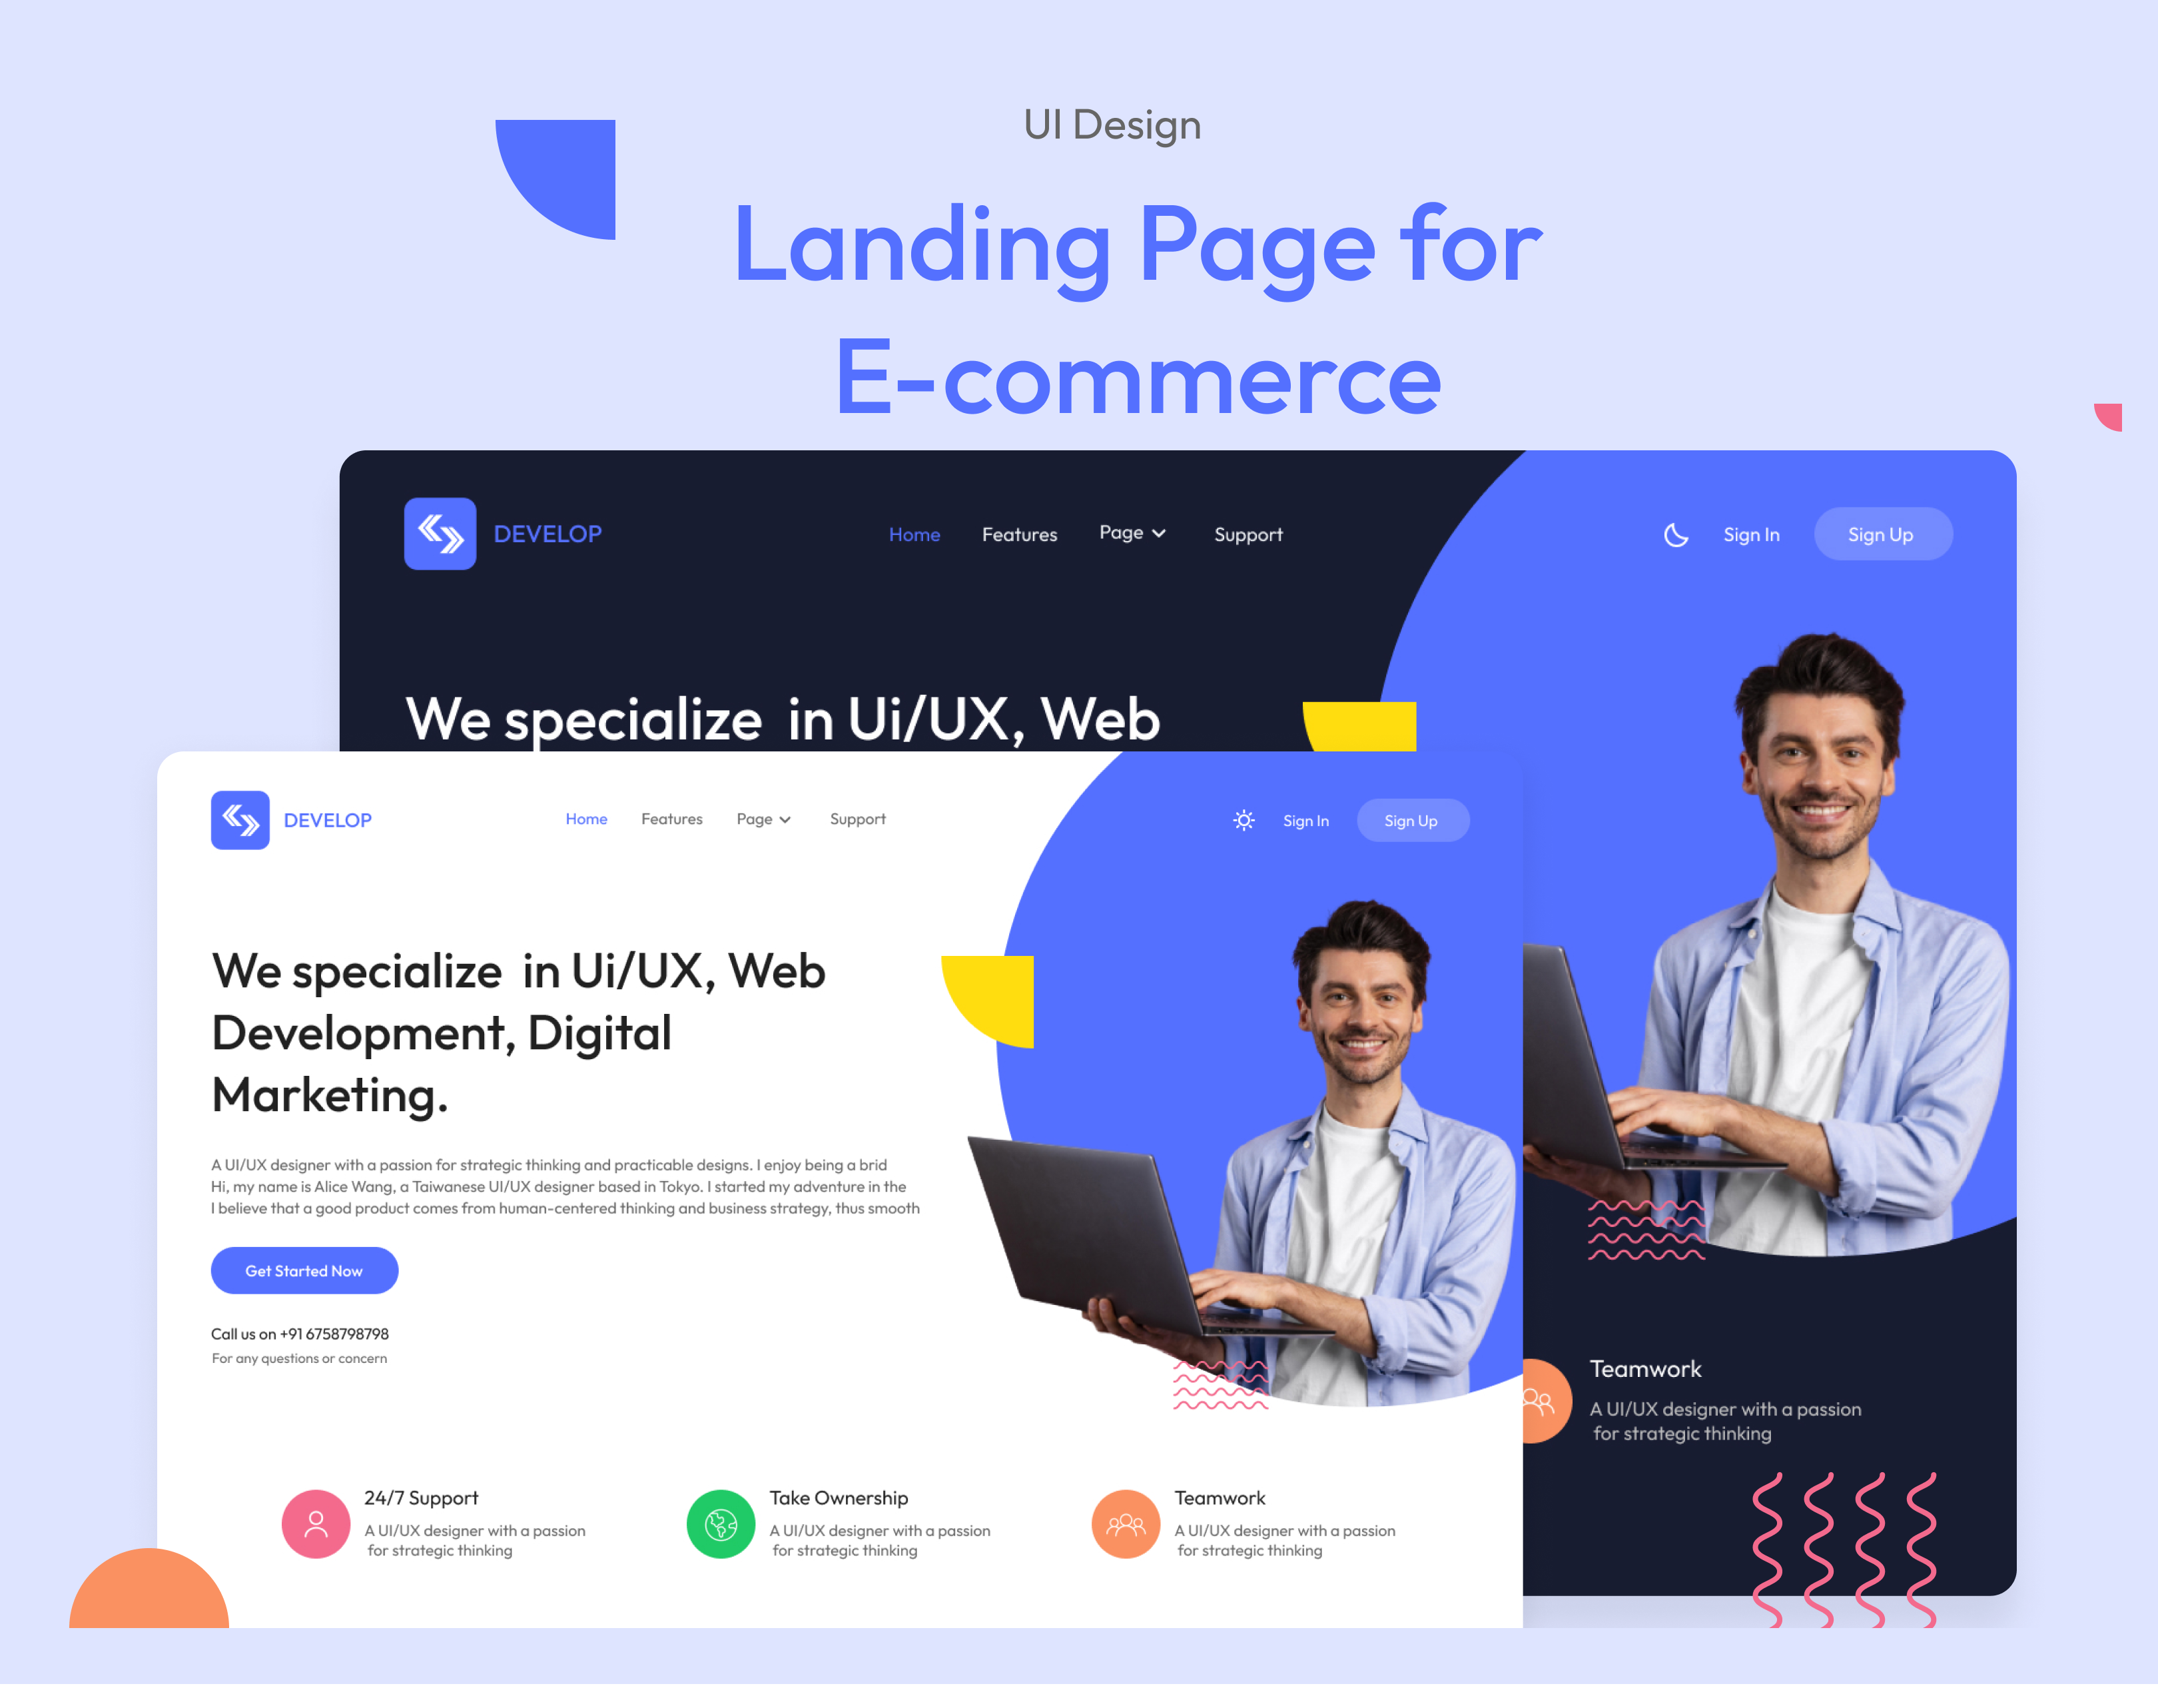 UI Design
Landing Page for
E-commerce
DEVELOP
Home Features Page Support
Sign In Sign Up
We specialize in Ui/UX, Web
DEVELOP
Home Features Page Support
Sign In Sign Up
We specialize in Ui/UX, Web
Development, Digital
Marketing.
A UI/UX designer with a passion for strategic thinking and practicable designs. I enjoy being a brid
Hi, my name is Alice Wang, a Taiwanese UI/UX designer based in Tokyo. I started my adventure in the
I believe that a good product comes from human-centered thinking and business strategy, thus smooth
Get Started Now
Call us on +91 6758798798
For any questions or concern
24/7 Support
A UI/UX designer with a passion
for strategic thinking
Take Ownership
A UI/UX designer with a passion
for strategic thinking
Teamwork
A UI/UX designer with a passion
for strategic thinking
Teamwork
A UI/UX designer with a passion
for strategic thinking